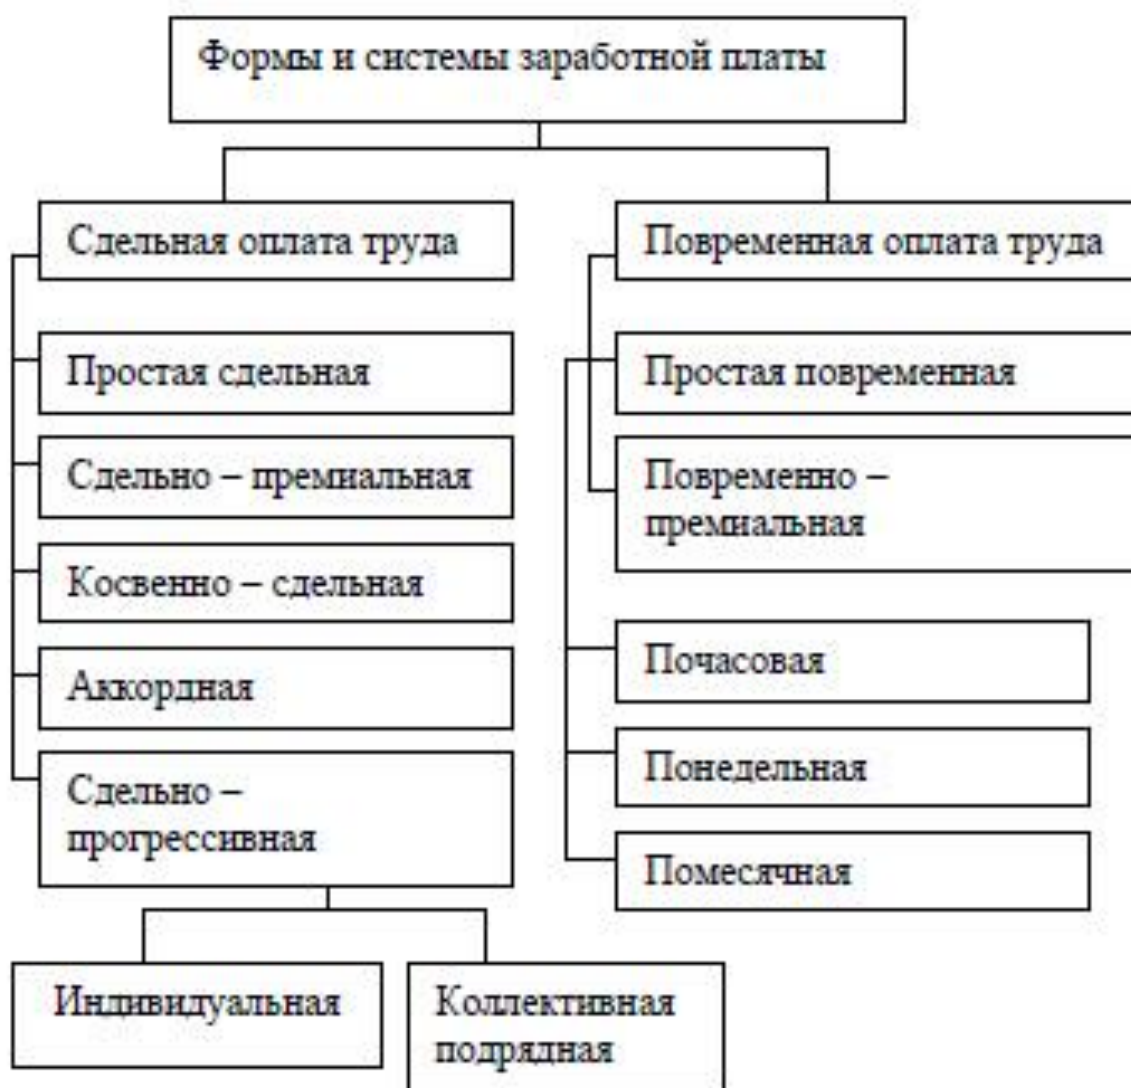 Формы и системы заработной платы
Сдельная оплата труда
Простая сдельная
Сдельно – премиальная
Косвенно – сдельная
Аккордная
Сдельно –
прогрессивная
Индивидуальная
Коллективная
подрядная
Повременная оплата труда
Простая повременная
Повременно –
премиальная
Почасовая
Понедельная
Помесячная